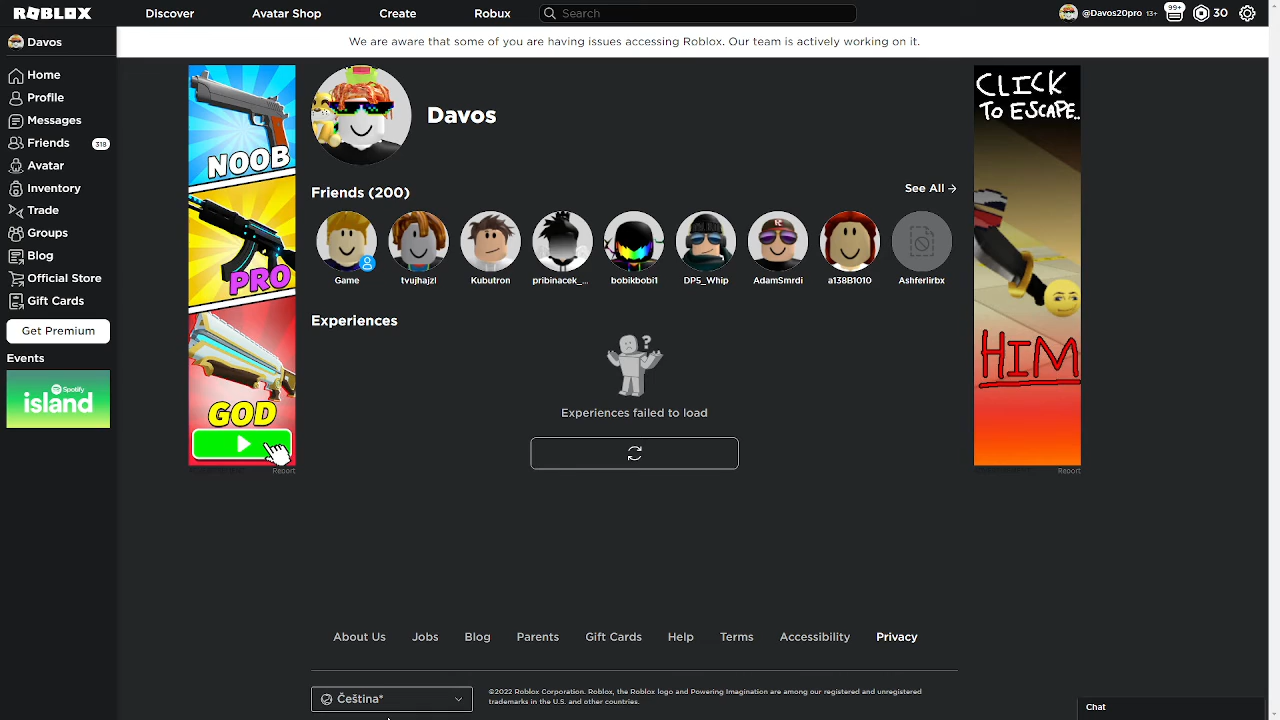 ROBLOX
Discover
Avatar Shop
Create
Robux
Search
@Davos20pro 13+
99+
30
Davos
We are aware that some of you are having issues accessing Roblox. Our team is actively working on it.
Home
Profile
Messages
Friends
318
Avatar
Inventory
Trade
Groups
Blog
Official Store
Gift Cards
Get Premium
Events
Spotify
island
NOOB
PRO
GOD
Report
Davos
Friends (200)
See All
Game
tvujhajzl
Kubutron
pribinacek_...
bobikbobi1
DPS_Whip
AdamSmrdi
a138B1010
Ashferlirbx
Experiences
?
Experiences failed to load
CLICK
TO ESCAPE..
HIM
Report
About Us
Jobs
Blog
Parents
Gift Cards
Help
Terms
Accessibility
Privacy
Čeština*
©2022 Roblox Corporation. Roblox, the Roblox logo and Powering Imagination are among our registered and unregistered
trademarks in the U.S. and other countries.
Chat